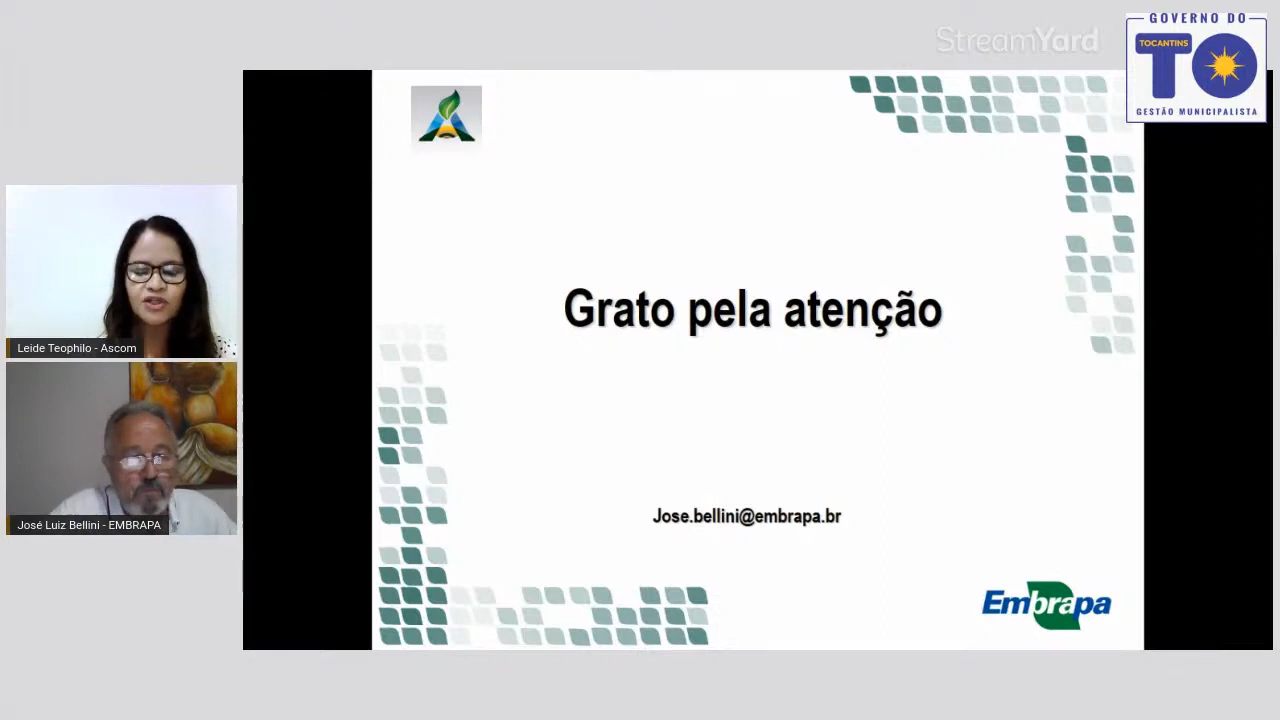 StreamYard
GOVERNO DO
TOCANTINS
TO
GESTÃO MUNICIPALISTA
Grato pela atenção
Leide Teophilo - Ascom
Jose.bellini@embrapa.br
José Luiz Bellini - EMBRAPA
Embrapa